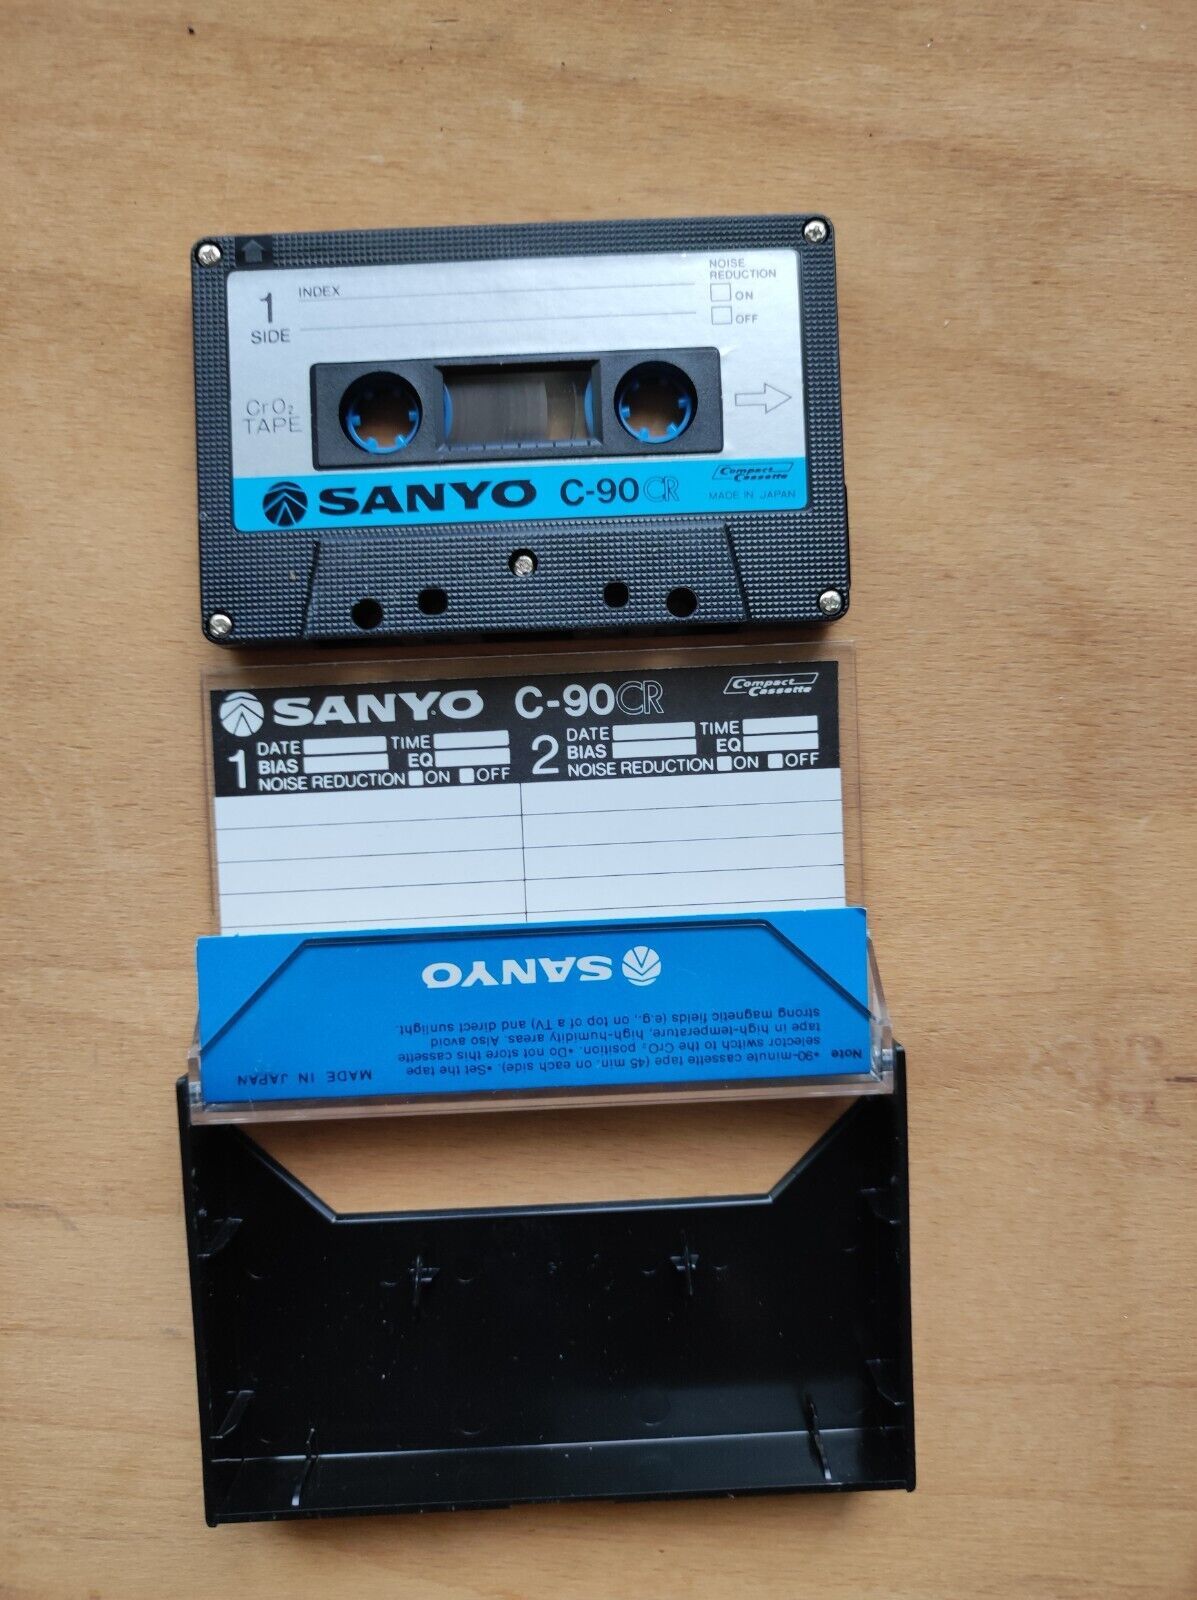 NOISE
REDUCTION
INDEX
ON
1
OFF
SIDE
CrO₂
TAPE
Compact
Cassette
SANYO C-90 CR
MADE IN JAPAN
SANYO C-90 CR
Compact
Cassette
1 DATE TIME
BIAS EQ
NOISE REDUCTION ON OFF
2 DATE TIME
BIAS EQ
NOISE REDUCTION ON OFF
MADE IN JAPAN
Note •90-minute cassette tape (45 min. on each side). •Set the tape
selector switch to the CrO₂ position. •Do not store this cassette
tape in high-temperature, high-humidity areas. Also avoid
strong magnetic fields (e.g., on top of a TV) and direct sunlight.
SANYO